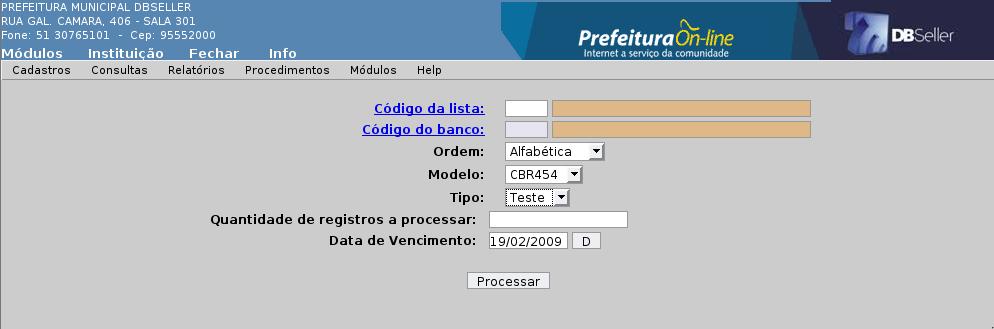 PREFEITURA MUNICIPAL DBSELLER
RUA GAL. CAMARA, 406 - SALA 301
Fone: 51 30765101 - Cep: 95552000
Prefeitura On-line
Internet a serviço da comunidade
DBSeller
Módulos Instituição Fechar Info
Cadastros Consultas Relatórios Procedimentos Módulos Help
Código da lista:
Código do banco:
Ordem: Alfabética
Modelo: CBR454
Tipo: Teste
Quantidade de registros a processar:
Data de Vencimento: 19/02/2009 D
Processar